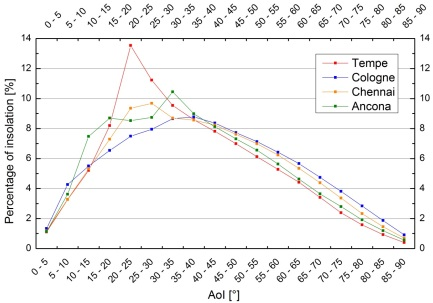 0 - 5 5 - 10 10 - 15 15 - 20 20 - 25 25 - 30 30 - 35 35 - 40 40 - 45 45 - 50 50 - 55 55 - 60 60 - 65 65 - 70 70 - 75 75 - 80 80 - 85 85 - 90
14 14
12 12
10 10
8 8
6 6
4 4
2 2
0 0
Percentage of insolation [%]
Tempe
Cologne
Chennai
Ancona
0 - 5 5 - 10 10 - 15 15 - 20 20 - 25 25 - 30 30 - 35 35 - 40 40 - 45 45 - 50 50 - 55 55 - 60 60 - 65 65 - 70 70 - 75 75 - 80 80 - 85 85 - 90
AoI [°]